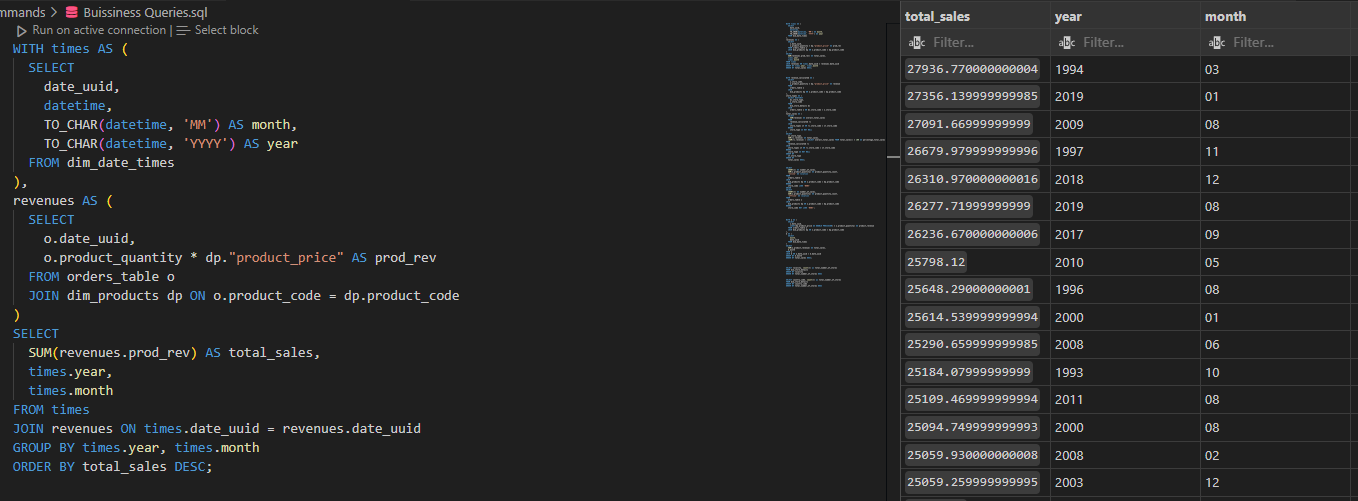 mmands > Buissiness Queries.sql
Run on active connection | Select block
WITH times AS (
SELECT
date_uuid,
datetime,
TO_CHAR(datetime, 'MM') AS month,
TO_CHAR(datetime, 'YYYY') AS year
FROM dim_date_times
),
revenues AS (
SELECT
o.date_uuid,
o.product_quantity * dp."product_price" AS prod_rev
FROM orders_table o
JOIN dim_products dp ON o.product_code = dp.product_code
)
SELECT
SUM(revenues.prod_rev) AS total_sales,
times.year,
times.month
FROM times
JOIN revenues ON times.date_uuid = revenues.date_uuid
GROUP BY times.year, times.month
ORDER BY total_sales DESC;
total_sales year month
abc Filter... abc Filter... abc Filter...
27936.770000000004 1994 03
27356.139999999985 2019 01
27091.66999999999 2009 08
26679.979999999996 1997 11
26310.970000000016 2018 12
26277.71999999999 2019 08
26236.670000000006 2017 09
25798.12 2010 05
25648.29000000001 1996 08
25614.539999999994 2000 01
25290.659999999985 2008 06
25184.07999999999 1993 10
25109.469999999994 2011 08
25094.749999999993 2000 08
25059.930000000008 2008 02
25059.259999999995 2003 12